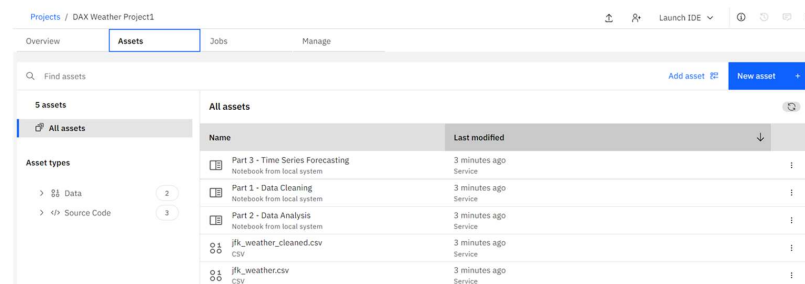 Projects / DAX Weather Project1
Launch IDE
Overview
Assets
Jobs
Manage
Find assets
Add asset
New asset +
5 assets
All assets
Asset types
Data 2
</> Source Code 3
All assets
Name Last modified
Part 3 - Time Series Forecasting 3 minutes ago
Notebook from local system Service
Part 1 - Data Cleaning 3 minutes ago
Notebook from local system Service
Part 2 - Data Analysis 3 minutes ago
Notebook from local system Service
jfk_weather_cleaned.csv 3 minutes ago
CSV Service
jfk_weather.csv 3 minutes ago
CSV Service